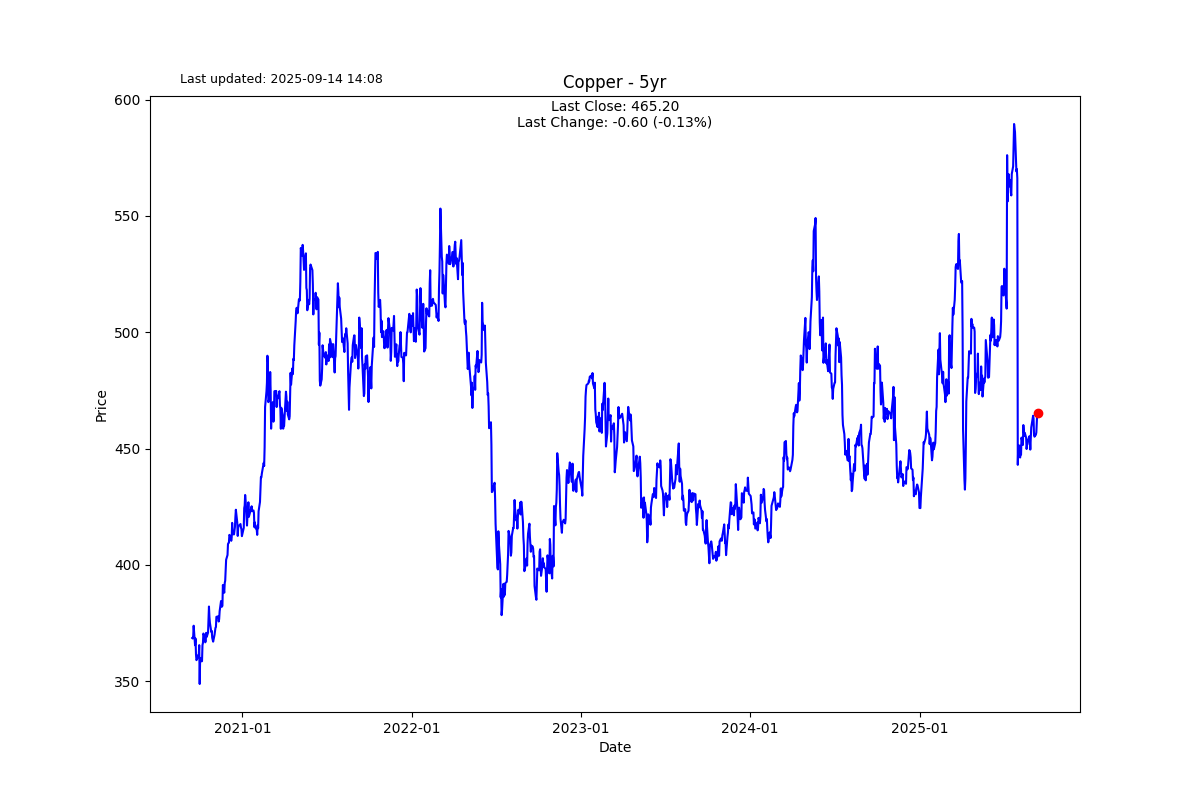 Last updated: 2025-09-14 14:08
Copper - 5yr
Last Close: 465.20
Last Change: -0.60 (-0.13%)
600
550
500
450
400
350
Price
2021-01
2022-01
2023-01
2024-01
2025-01
Date